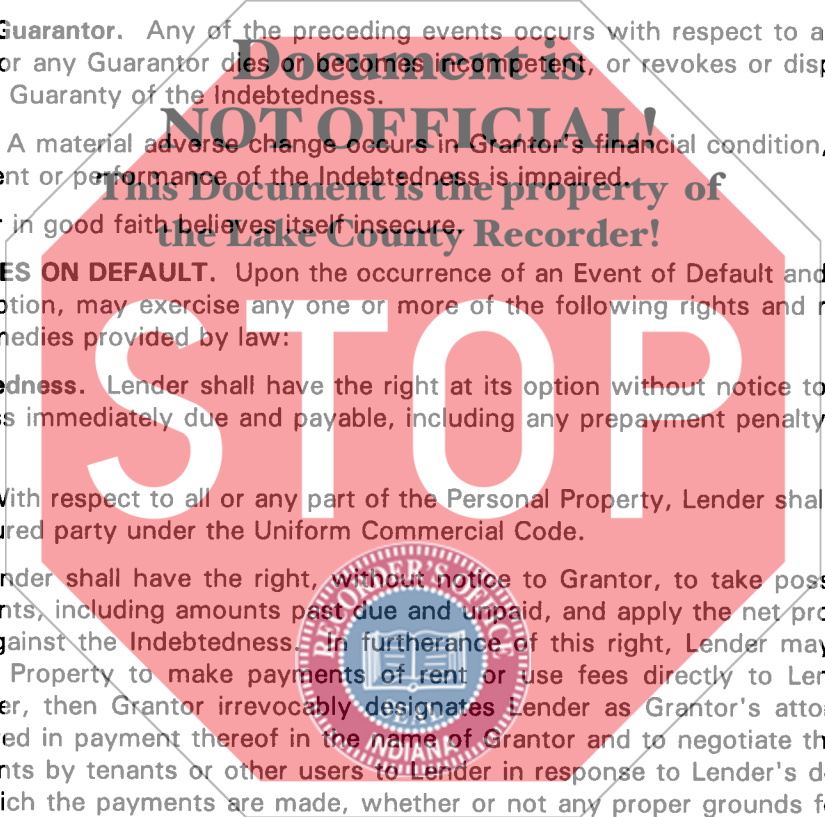 Guarantor. Any of the preceding events occurs with respect to a
or any Guarantor dies or becomes incompetent, or revokes or disp
Guaranty of the Indebtedness.
A material adverse change occurs in Grantor's financial condition,
ent or performance of the Indebtedness is impaired.
r in good faith believes itself insecure.
ES ON DEFAULT. Upon the occurrence of an Event of Default and
ption, may exercise any one or more of the following rights and r
nedies provided by law:
edness. Lender shall have the right at its option without notice to
ss immediately due and payable, including any prepayment penalty
With respect to all or any part of the Personal Property, Lender shal
ured party under the Uniform Commercial Code.
nder shall have the right, without notice to Grantor, to take poss
nts, including amounts past due and unpaid, and apply the net pro
gainst the Indebtedness. In furtherance of this right, Lender may
Property to make payments of rent or use fees directly to Len
er, then Grantor irrevocably designates Lender as Grantor's atto
ed in payment thereof in the name of Grantor and to negotiate th
nts by tenants or other users to Lender in response to Lender's d
ich the payments are made, whether or not any proper grounds f
Document is
NOT OFFICIAL!
This Document is the property of
the Lake County Recorder!
STOP
RECORDER'S OFFICE
INDIANA